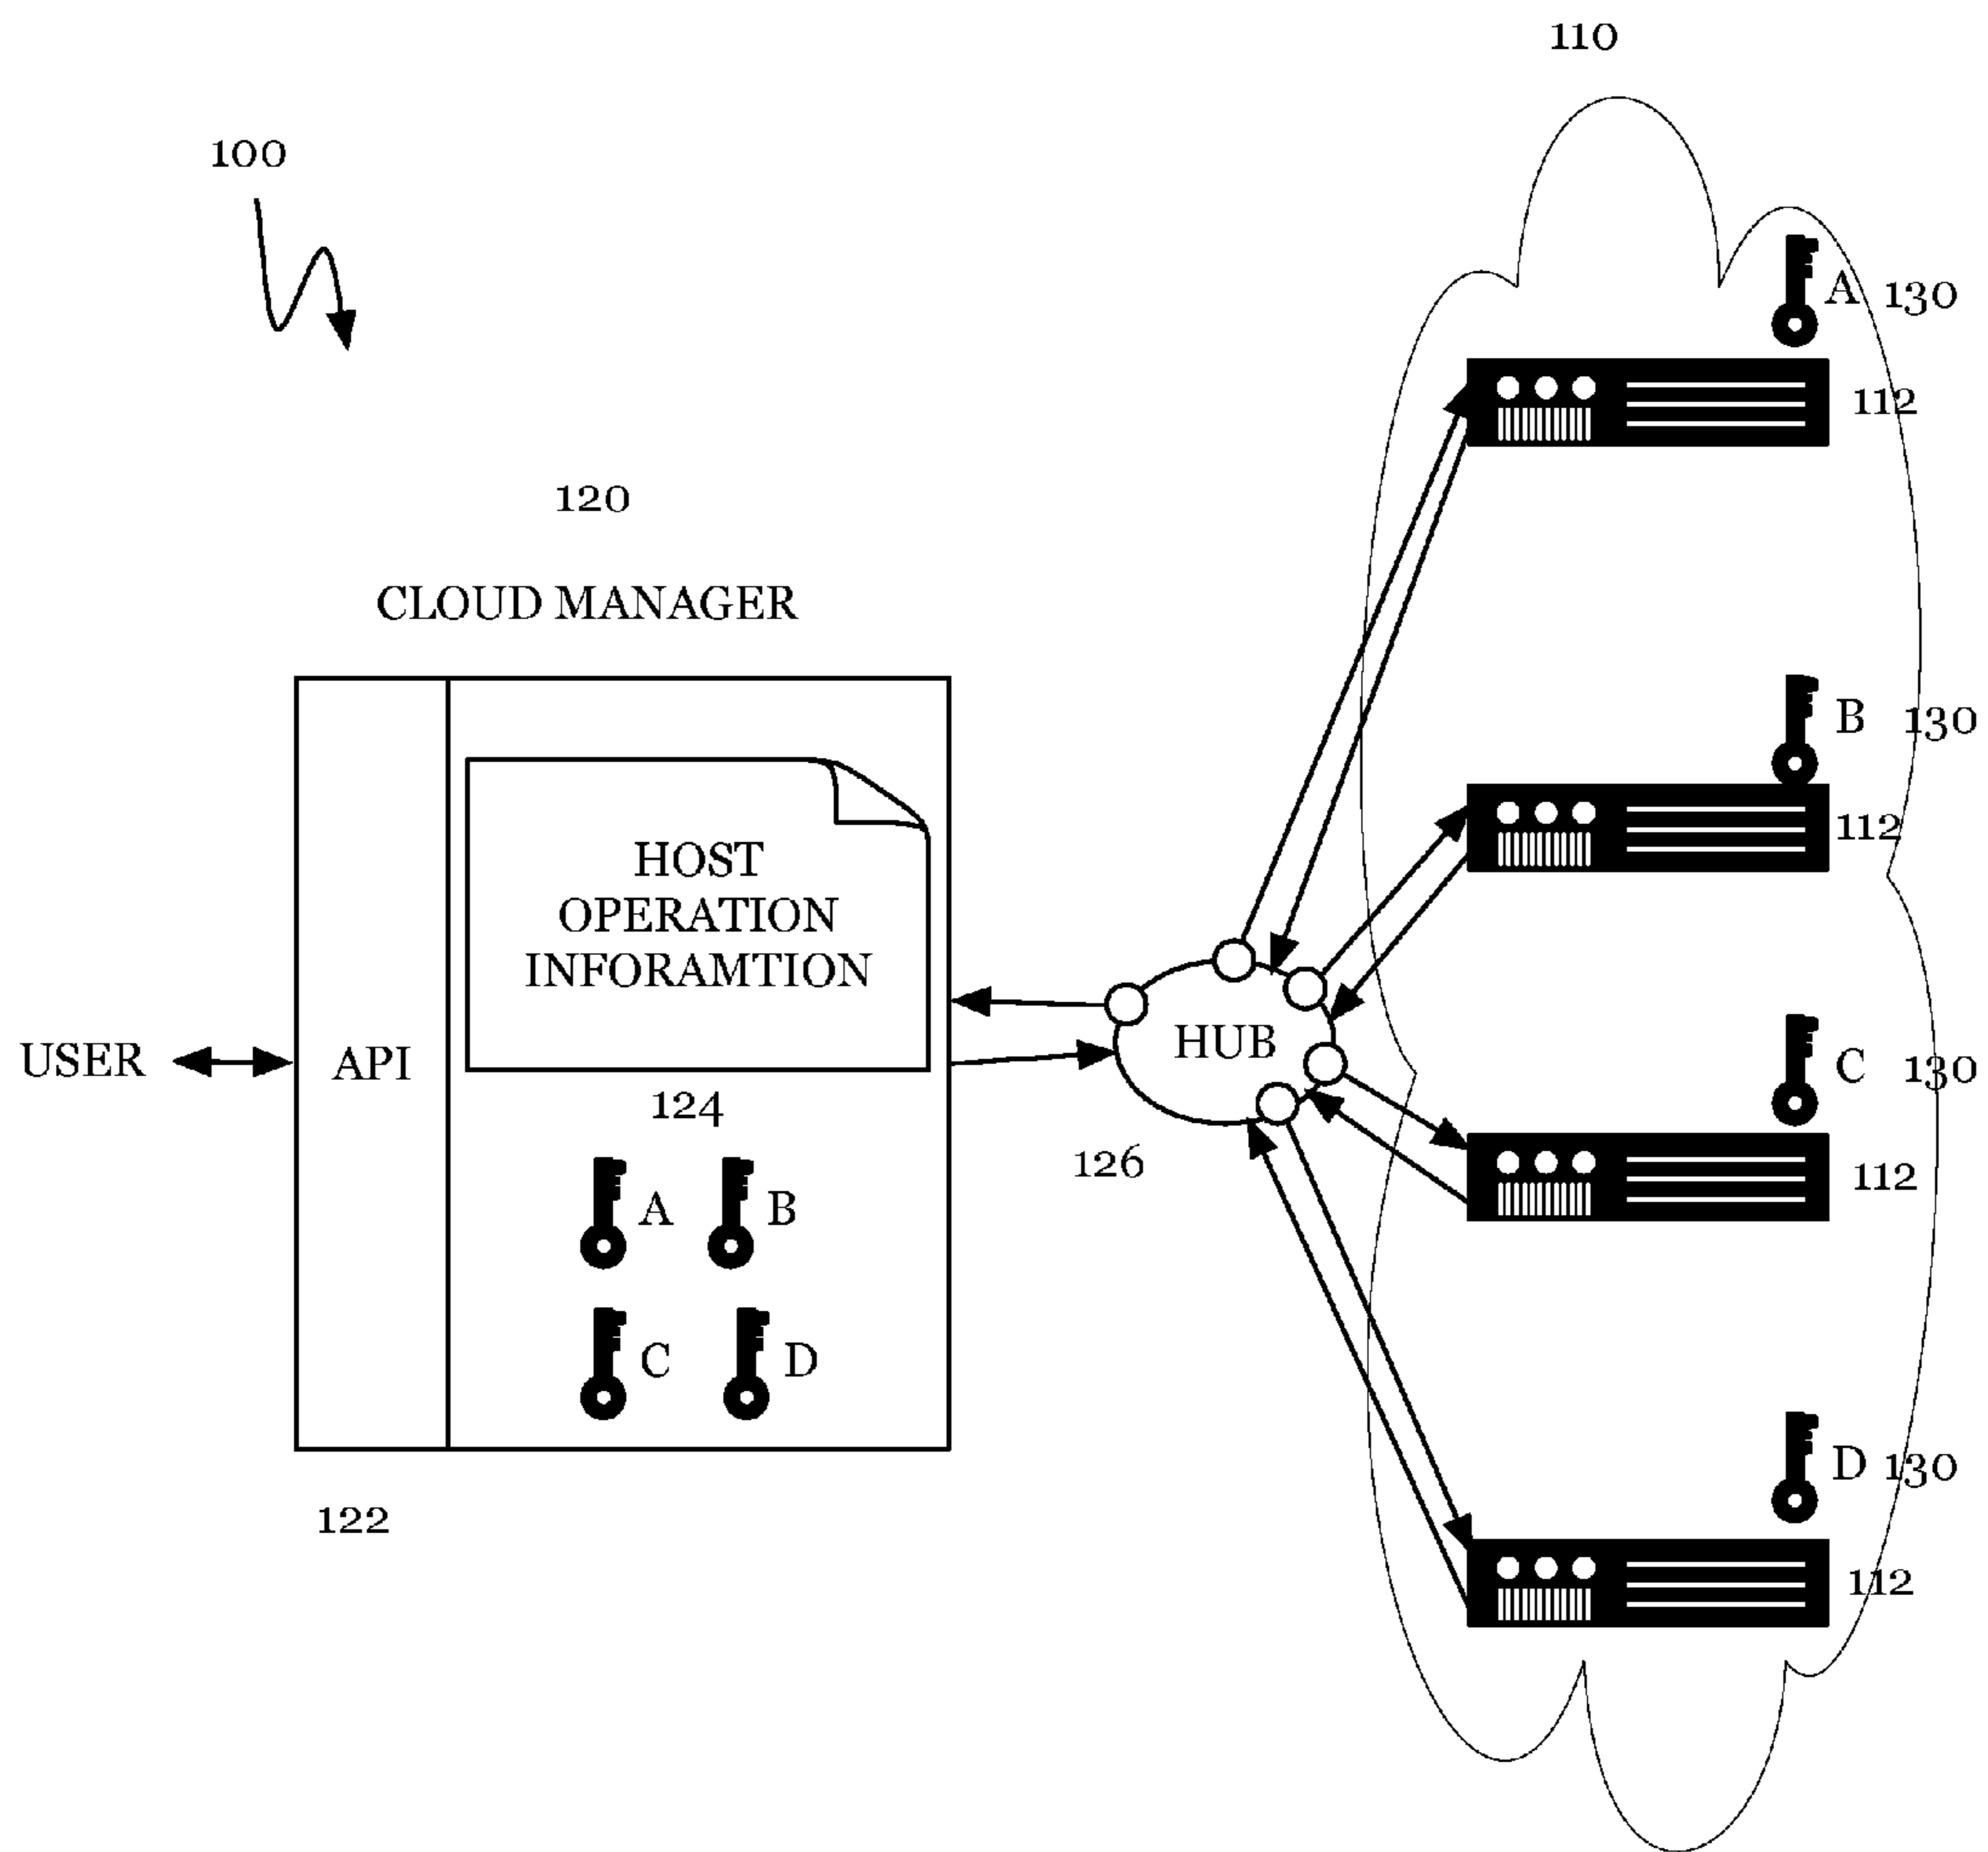 110
100
A 130
112
120
CLOUD MANAGER
B 130
112
HOST
OPERATION
INFORAMTION
HUB
USER
API
C 130
124
126
112
A
B
C
D
D 130
122
112